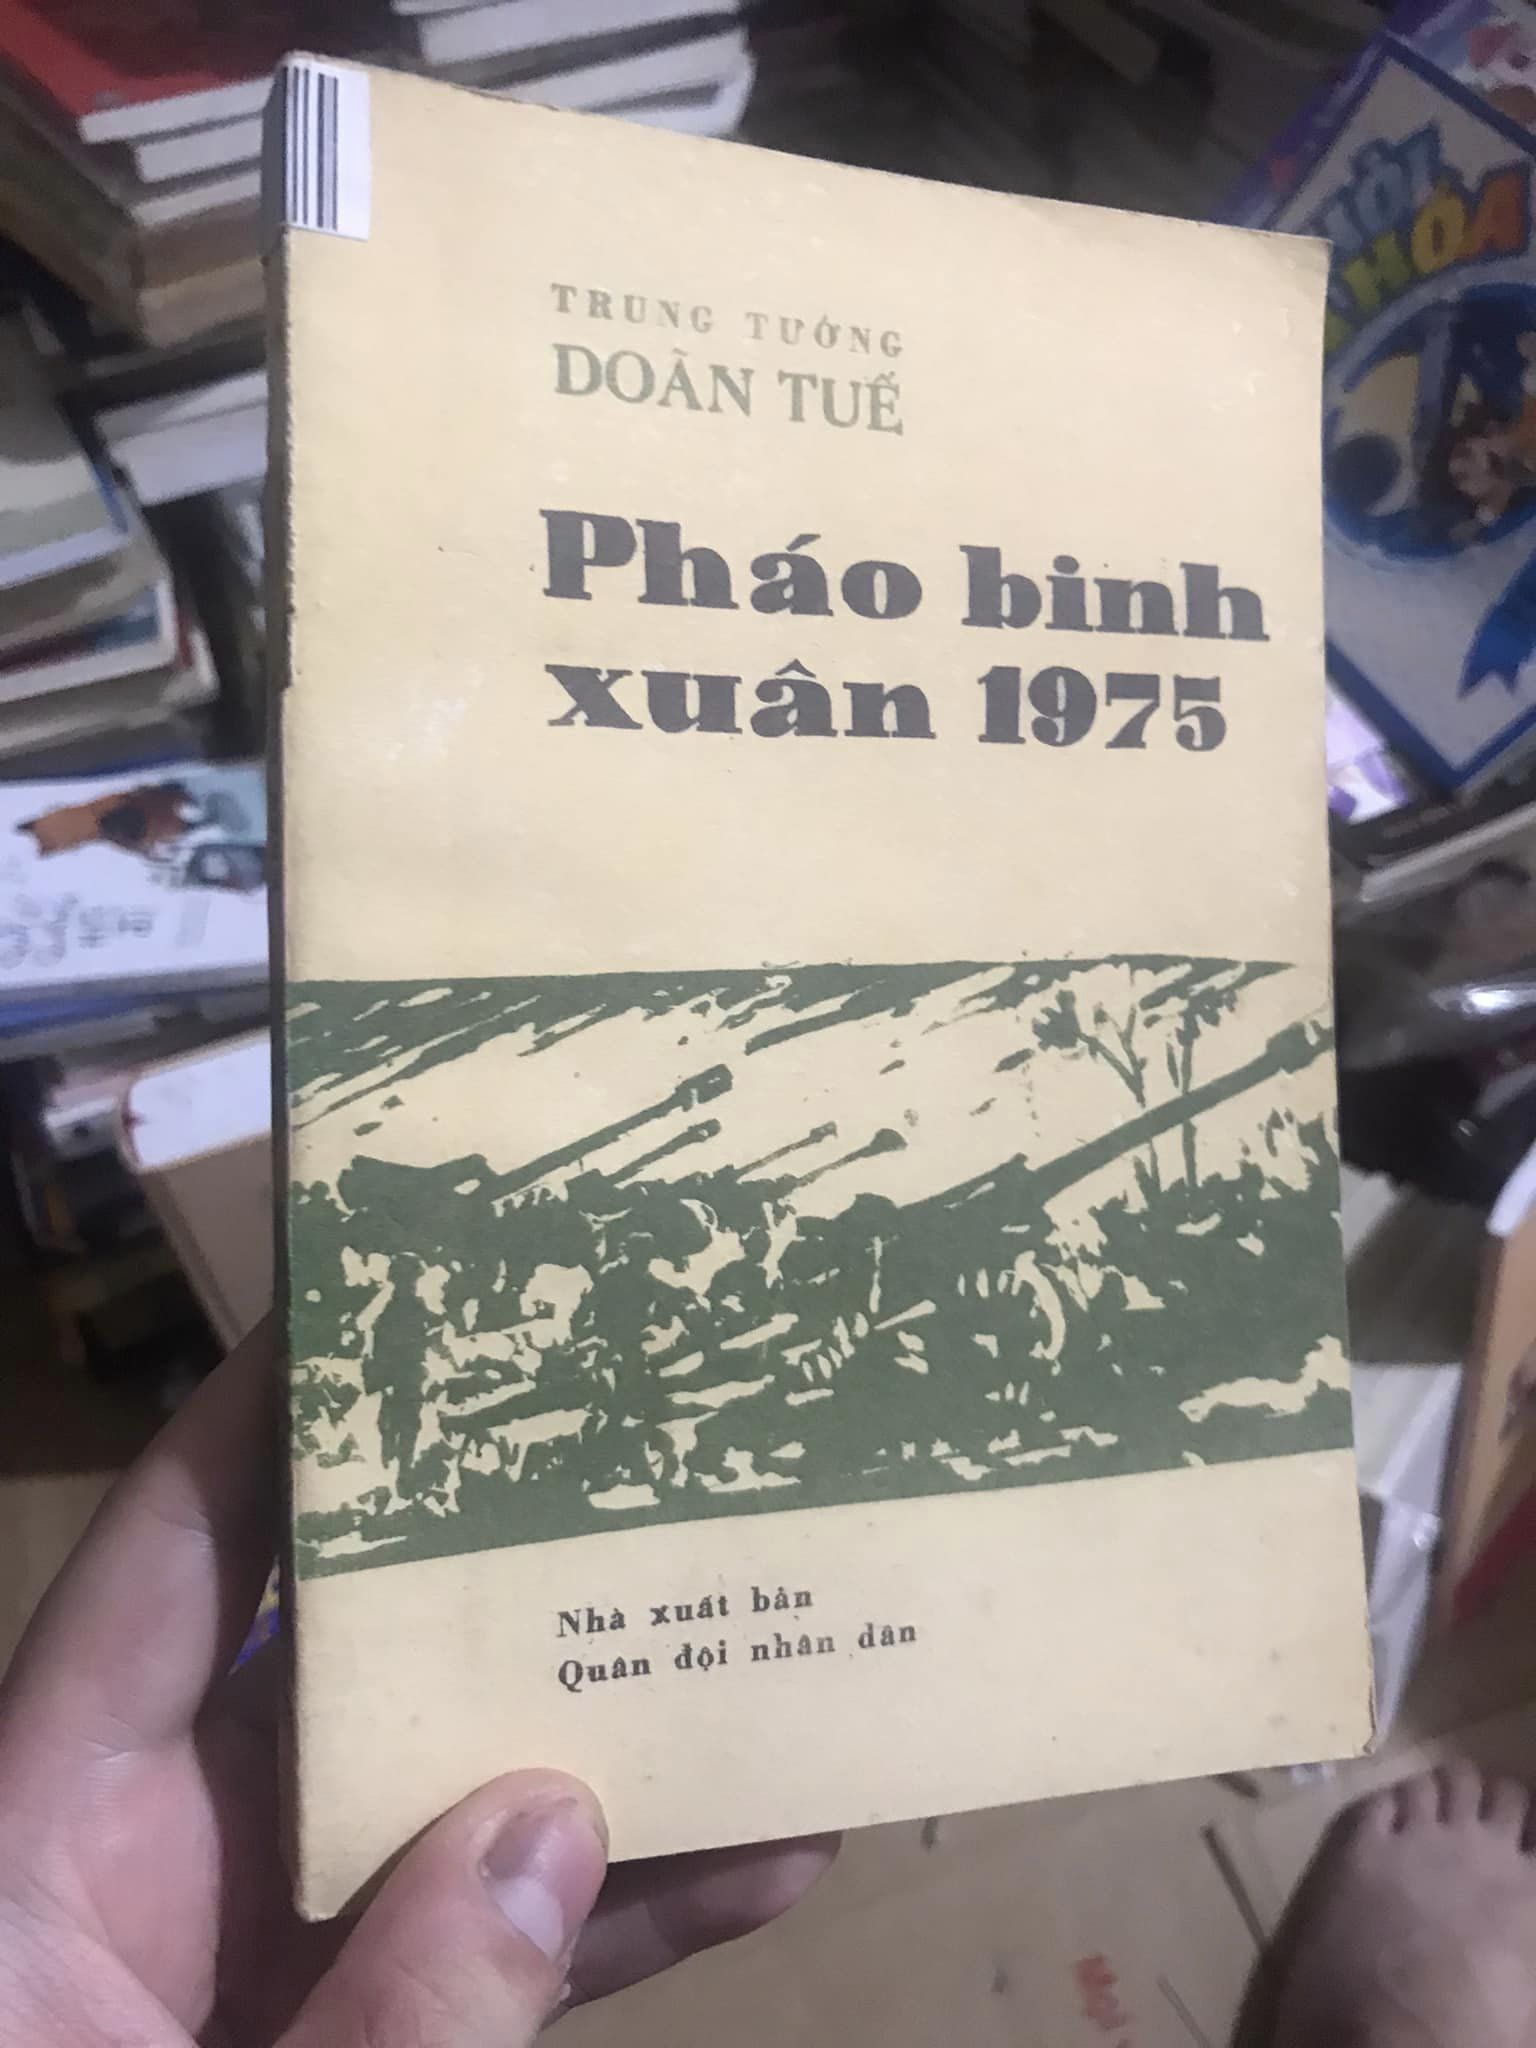 TRUNG TƯỚNG
DOÃN TUẾ
Pháo binh
xuân 1975
Nhà xuất bản
Quân đội nhân dân